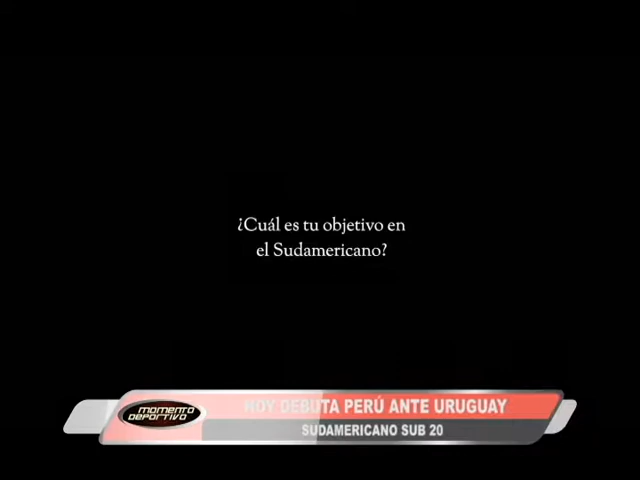 ¿Cuál es tu objetivo en
el Sudamericano?
MOMENTO
DEPORTIVO
HOY DEBUTA PERÚ ANTE URUGUAY
SUDAMERICANO SUB 20